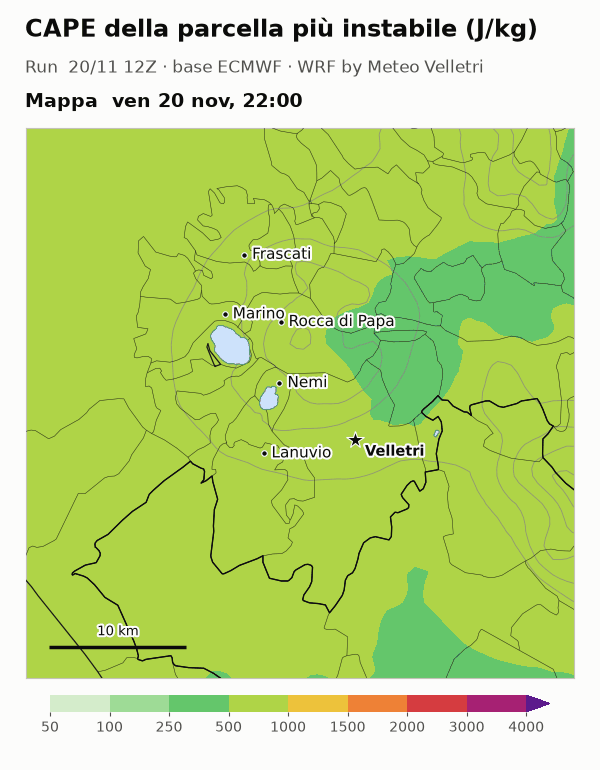 CAPE della parcella più instabile (J/kg)
Run  20/11 12Z · base ECMWF · WRF by Meteo Velletri
Mappa  ven 20 nov, 22:00
Frascati
Marino
Rocca di Papa
Nemi
Velletri
Lanuvio
10 km
50 100 250 500 1000 1500 2000 3000 4000